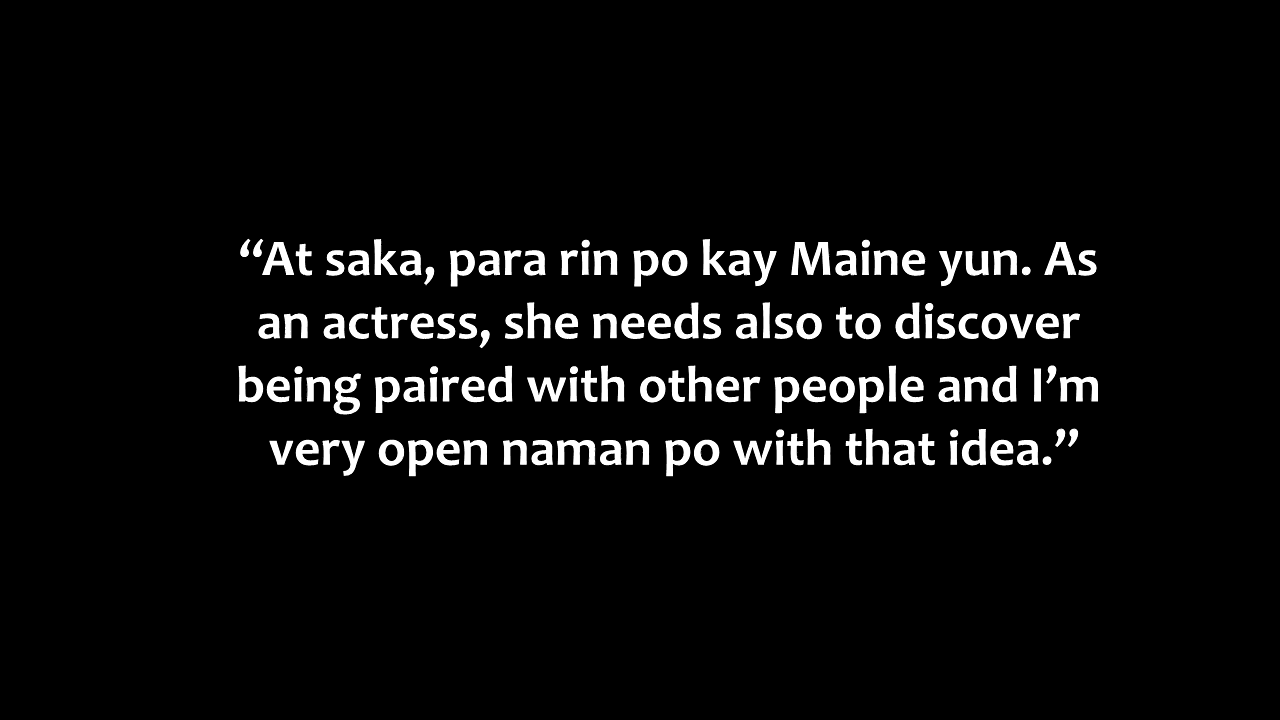 “At saka, para rin po kay Maine yun. As
an actress, she needs also to discover
being paired with other people and I’m
very open naman po with that idea.”